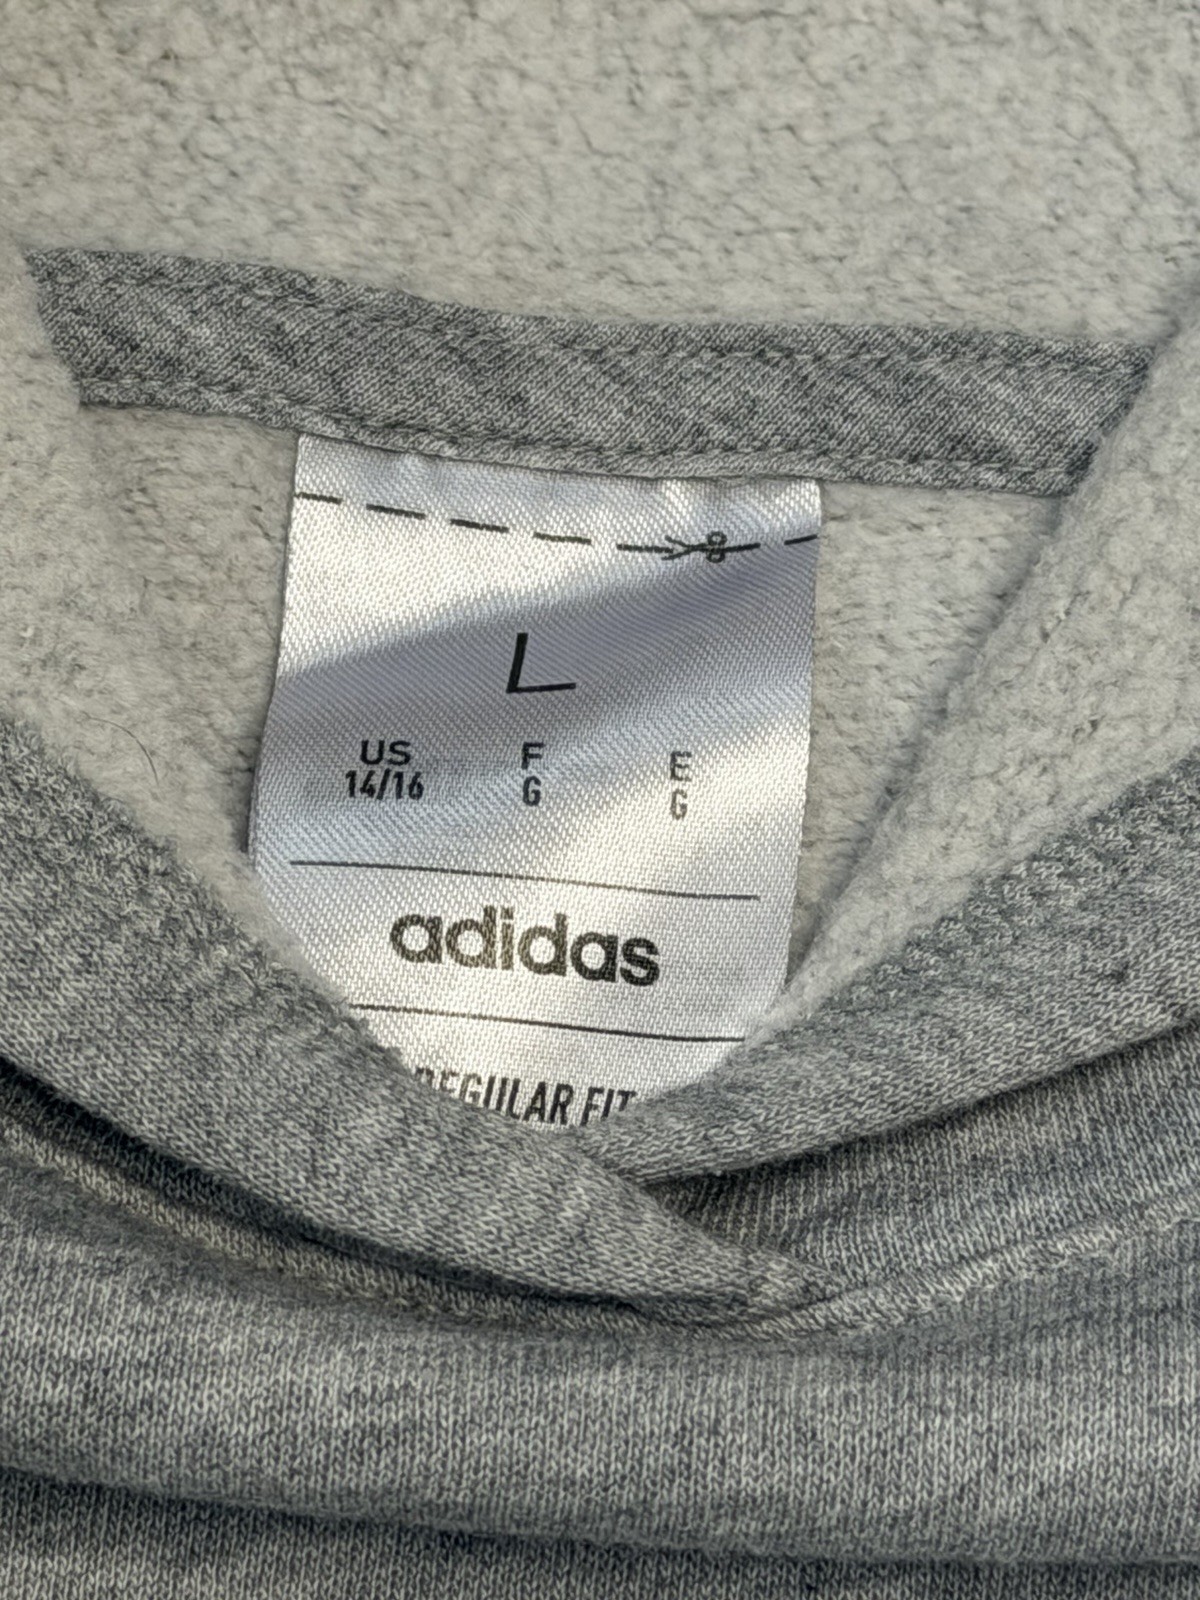 L
US F E
14/16 G G
adidas
REGULAR FIT